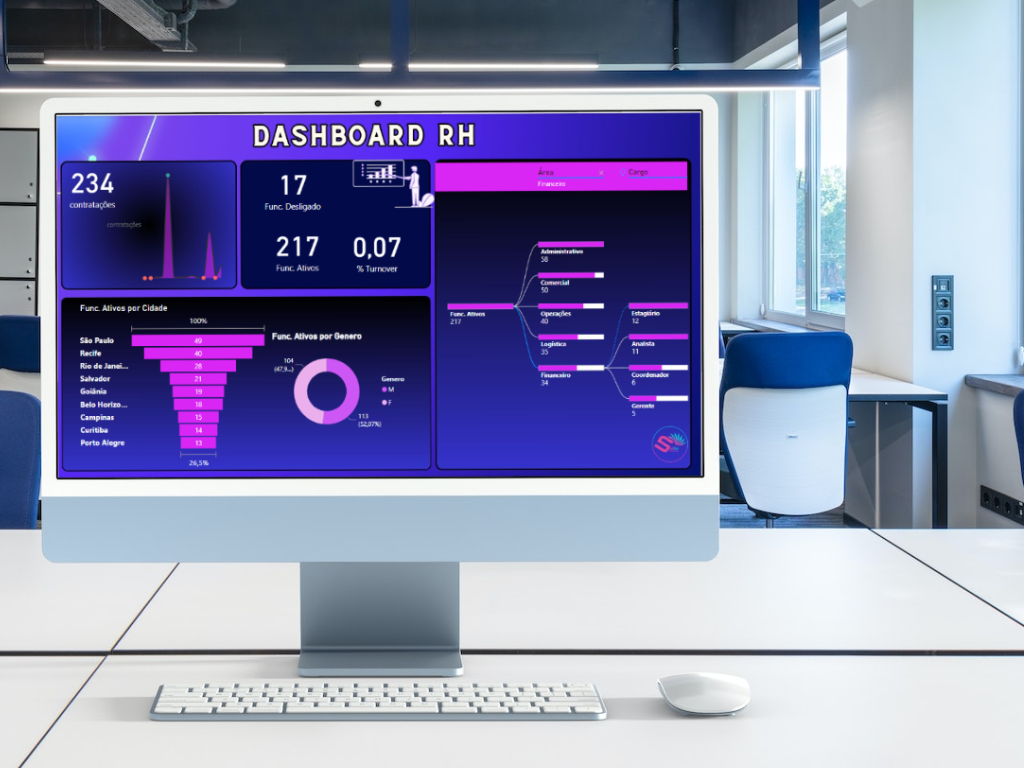 DASHBOARD RH
234
contratações
contratações
17
Func. Desligado
217
Func. Ativos
0,07
% Turnover
Área
Cargo
Financeiro
Func. Ativos
217
Administrativo
58
Comercial
50
Operações
40
Logística
35
Financeiro
34
Estagiário
12
Analista
11
Coordenador
6
Gerente
5
Func. Ativos por Cidade
100%
São Paulo 49
Recife 40
Rio de Janei... 28
Salvador 21
Goiânia 19
Belo Horizo... 18
Campinas 15
Curitiba 14
Porto Alegre 13
26,5%
Func. Ativos por Genero
104
(47,9...)
113
(52,07%)
Genero
M
F